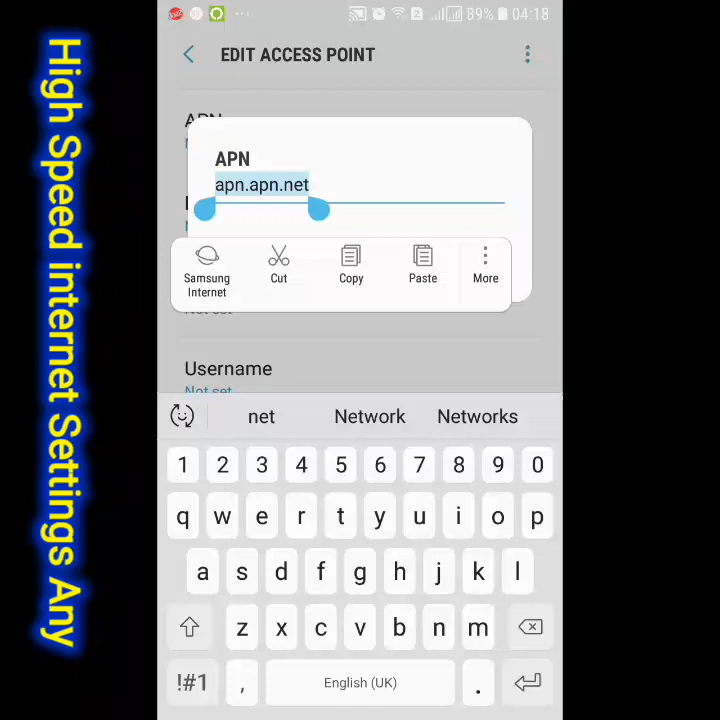 High Speed internet Settings Any
2
89%
04:18
EDIT ACCESS POINT
APN
APN
apn.apn.net
Samsung
Internet
Cut
Copy
Paste
More
Not set
Username
Not set
net
Network
Networks
1 2 3 4 5 6 7 8 9 0
q w e r t y u i o p
a s d f g h j k l
z x c v b n m
!#1 , English (UK) .